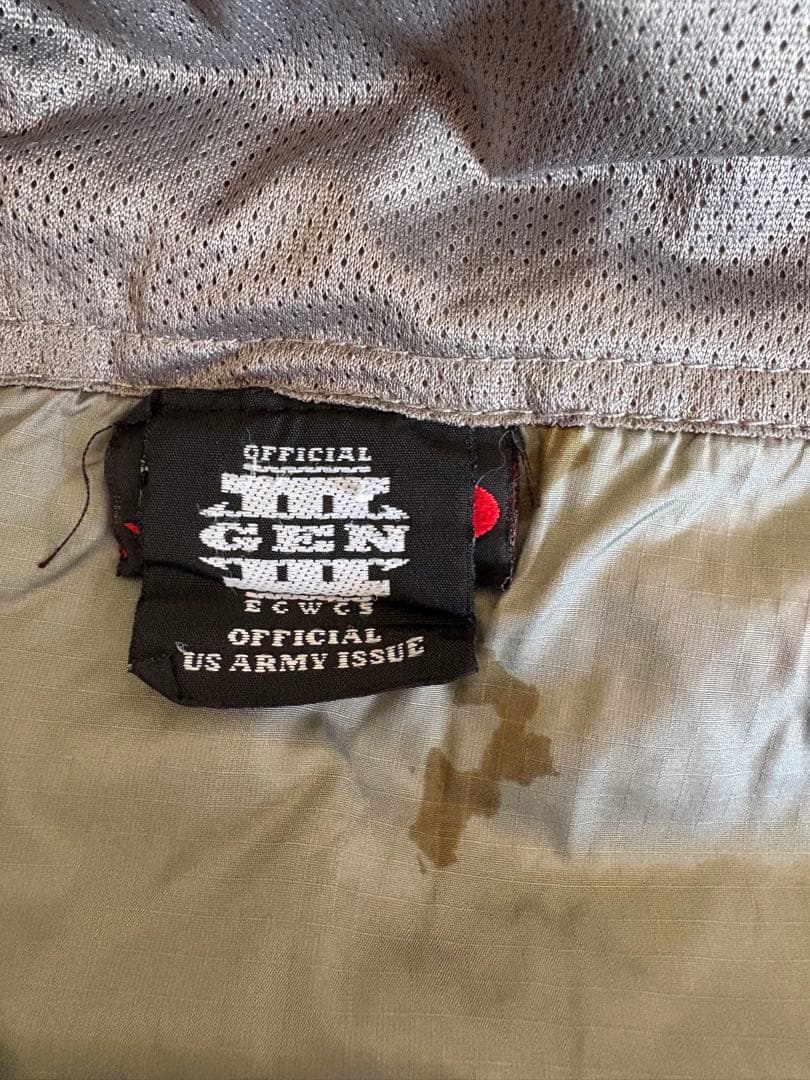 OFFICIAL
III
GEN
III
ECWCS
OFFICIAL
US ARMY ISSUE